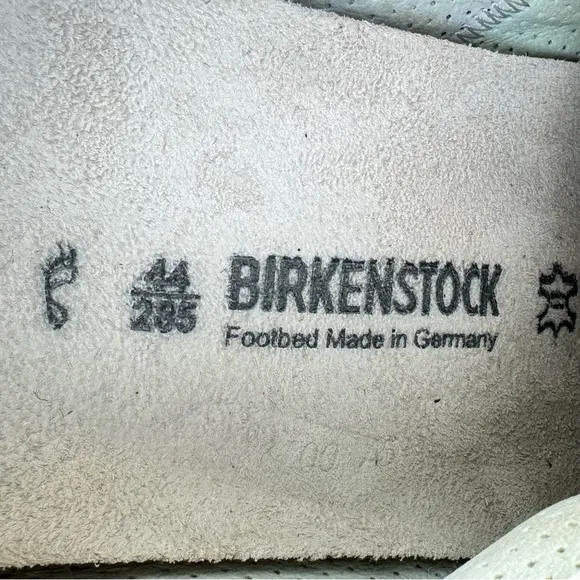 44
285
BIRKENSTOCK
Footbed Made in Germany